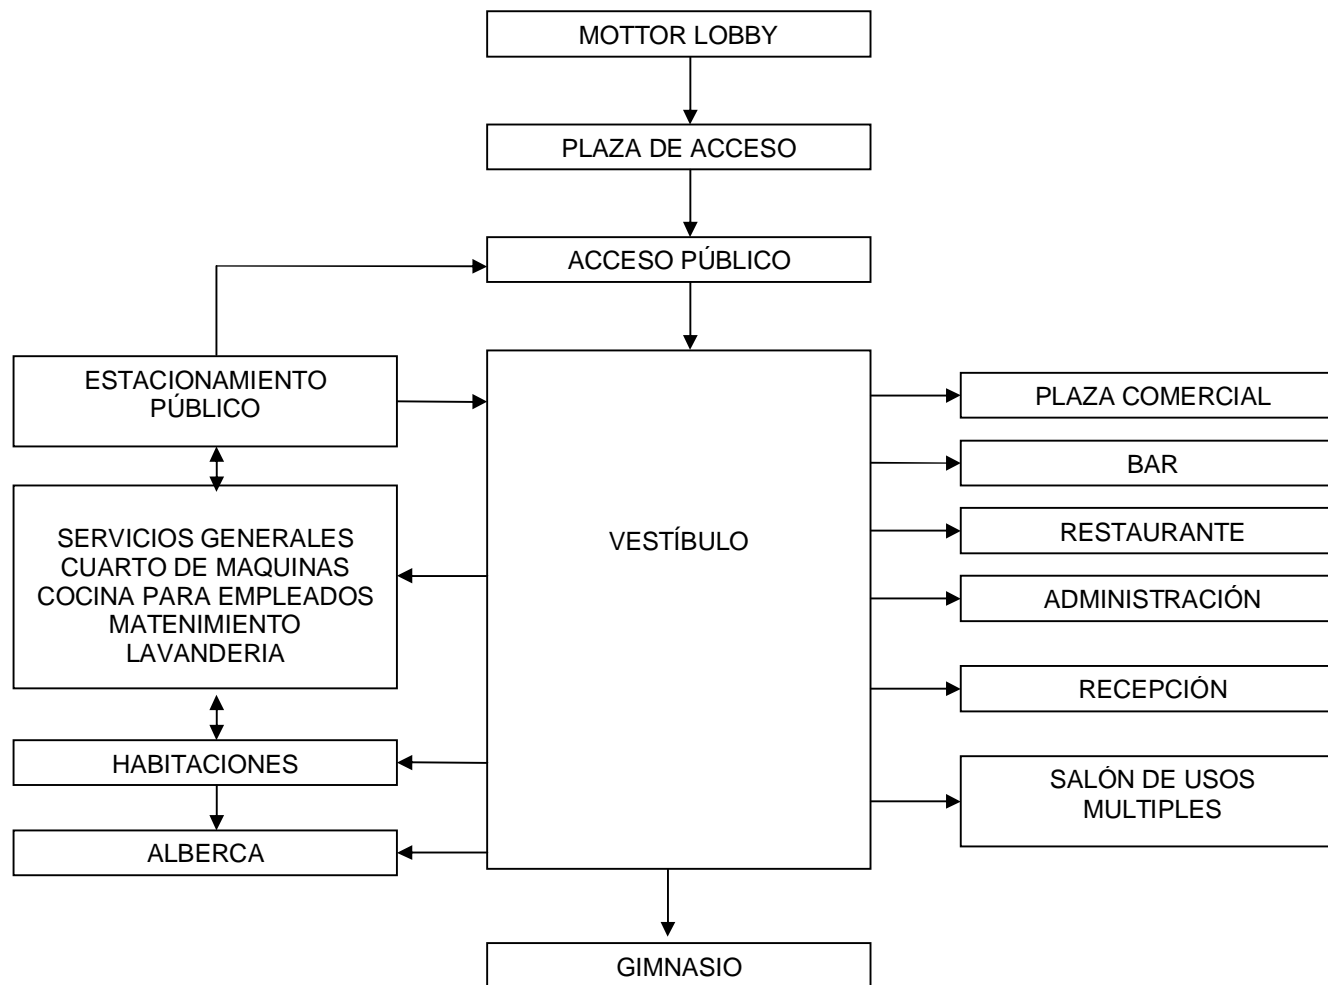 MOTTOR LOBBY
PLAZA DE ACCESO
ACCESO PÚBLICO
ESTACIONAMIENTO
PÚBLICO
SERVICIOS GENERALES
CUARTO DE MAQUINAS
COCINA PARA EMPLEADOS
MATENIMIENTO
LAVANDERIA
HABITACIONES
ALBERCA
VESTÍBULO
PLAZA COMERCIAL
BAR
RESTAURANTE
ADMINISTRACIÓN
RECEPCIÓN
SALÓN DE USOS
MULTIPLES
GIMNASIO